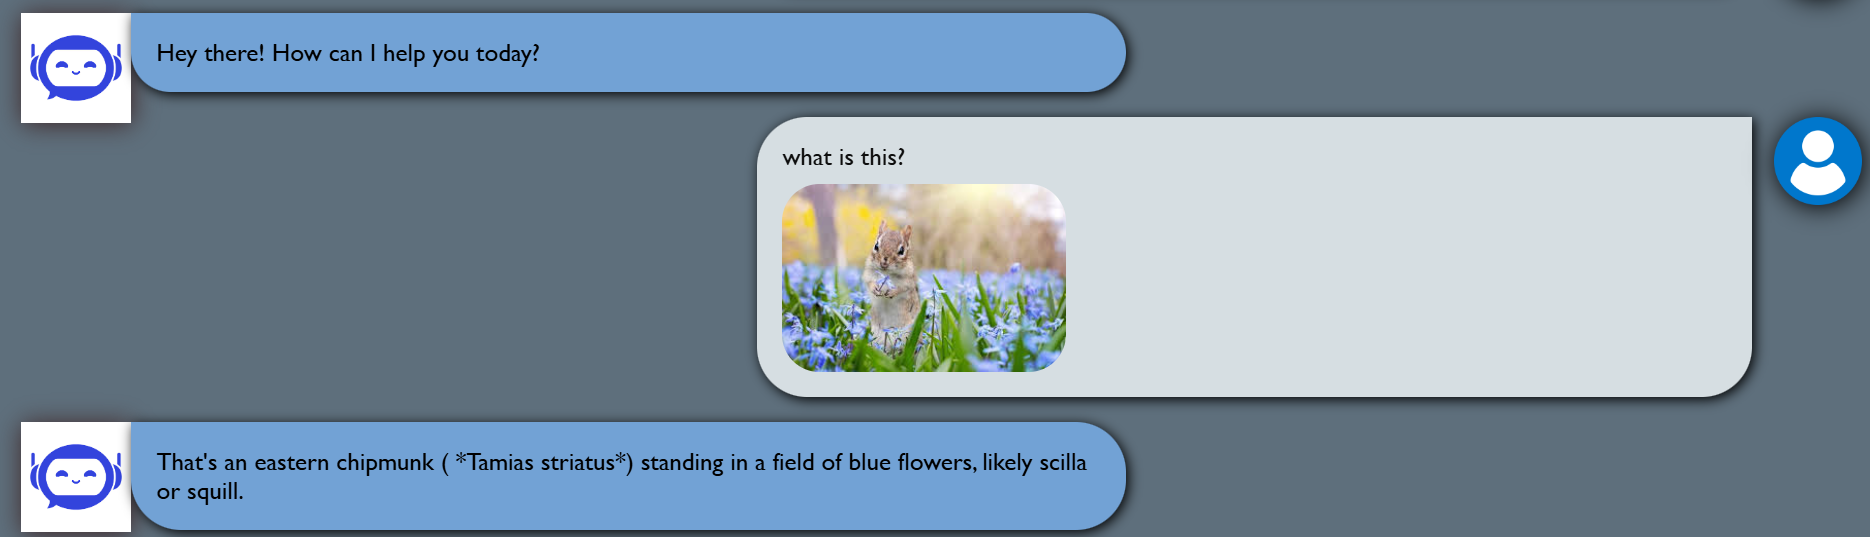 Hey there! How can I help you today?
what is this?
That's an eastern chipmunk ( *Tamias striatus*) standing in a field of blue flowers, likely scilla
or squill.